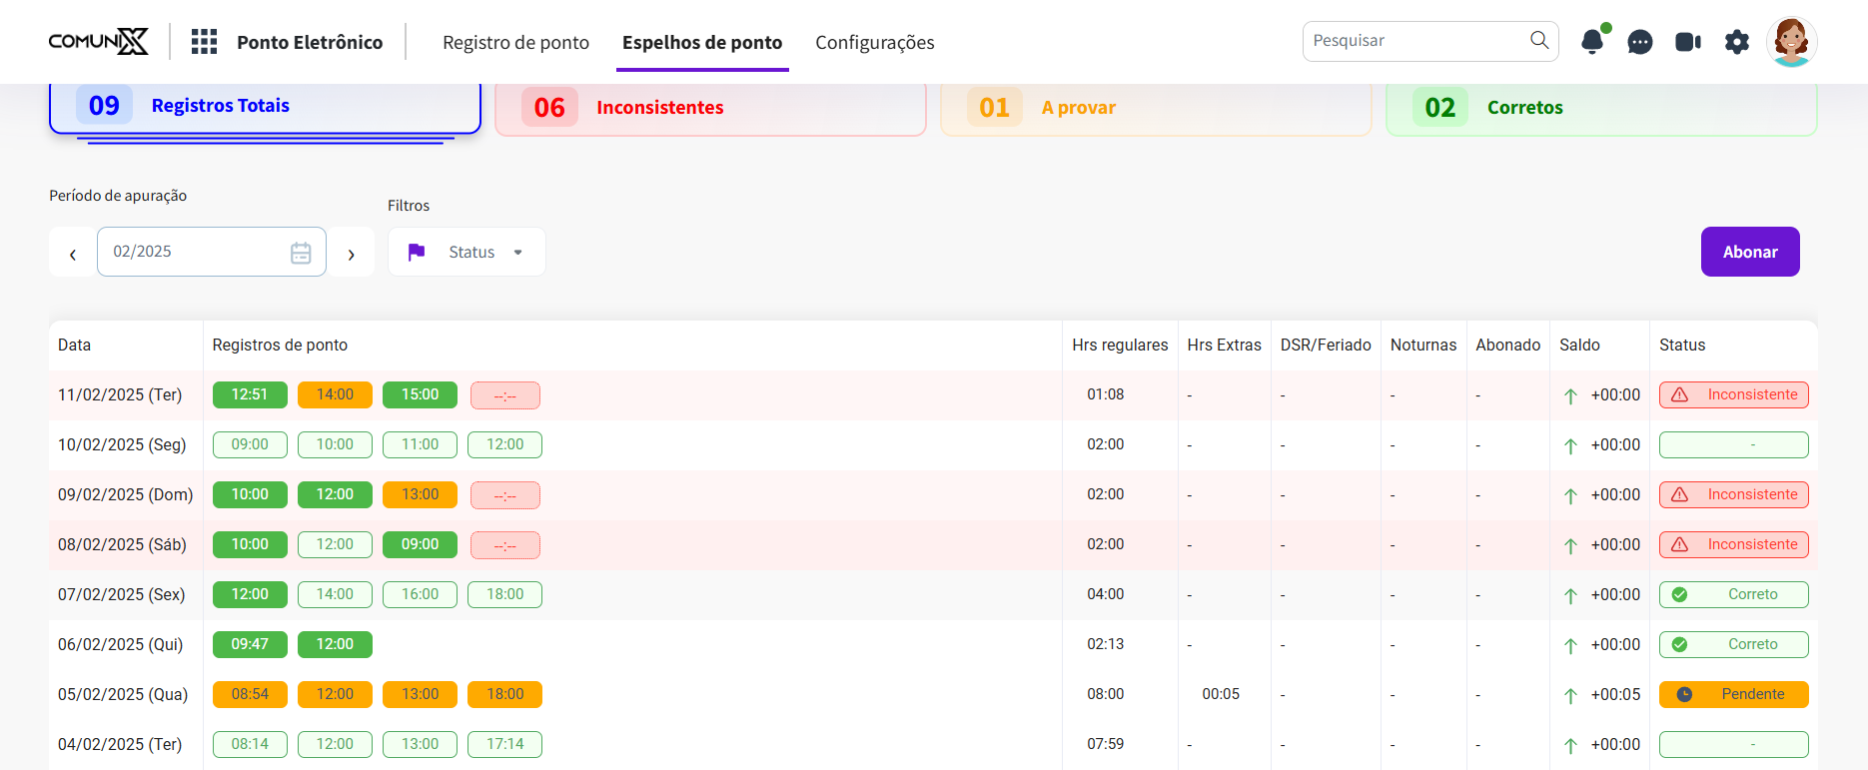 COMUNIX Ponto Eletrônico Registro de ponto Espelhos de ponto Configurações Pesquisar
09 Registros Totais 06 Inconsistentes 01 A provar 02 Corretos
Período de apuração
Filtros
02/2025 Status Abonar
Data Registros de ponto Hrs regulares Hrs Extras DSR/Feriado Noturnas Abonado Saldo Status
11/02/2025 (Ter) 12:51 14:00 15:00 --:-- 01:08 - - - - +00:00 Inconsistente
10/02/2025 (Seg) 09:00 10:00 11:00 12:00 02:00 - - - - +00:00 -
09/02/2025 (Dom) 10:00 12:00 13:00 --:-- 02:00 - - - - +00:00 Inconsistente
08/02/2025 (Sáb) 10:00 12:00 09:00 --:-- 02:00 - - - - +00:00 Inconsistente
07/02/2025 (Sex) 12:00 14:00 16:00 18:00 04:00 - - - - +00:00 Correto
06/02/2025 (Qui) 09:47 12:00 02:13 - - - - +00:00 Correto
05/02/2025 (Qua) 08:54 12:00 13:00 18:00 08:00 00:05 - - - +00:05 Pendente
04/02/2025 (Ter) 08:14 12:00 13:00 17:14 07:59 - - - - +00:00 -